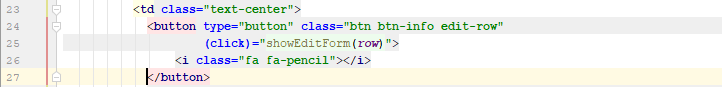 23 <td class="text-center">
24 <button type="button" class="btn btn-info edit-row"
25 (click)="showEditForm(row)">
26 <i class="fa fa-pencil"></i>
27 </button>